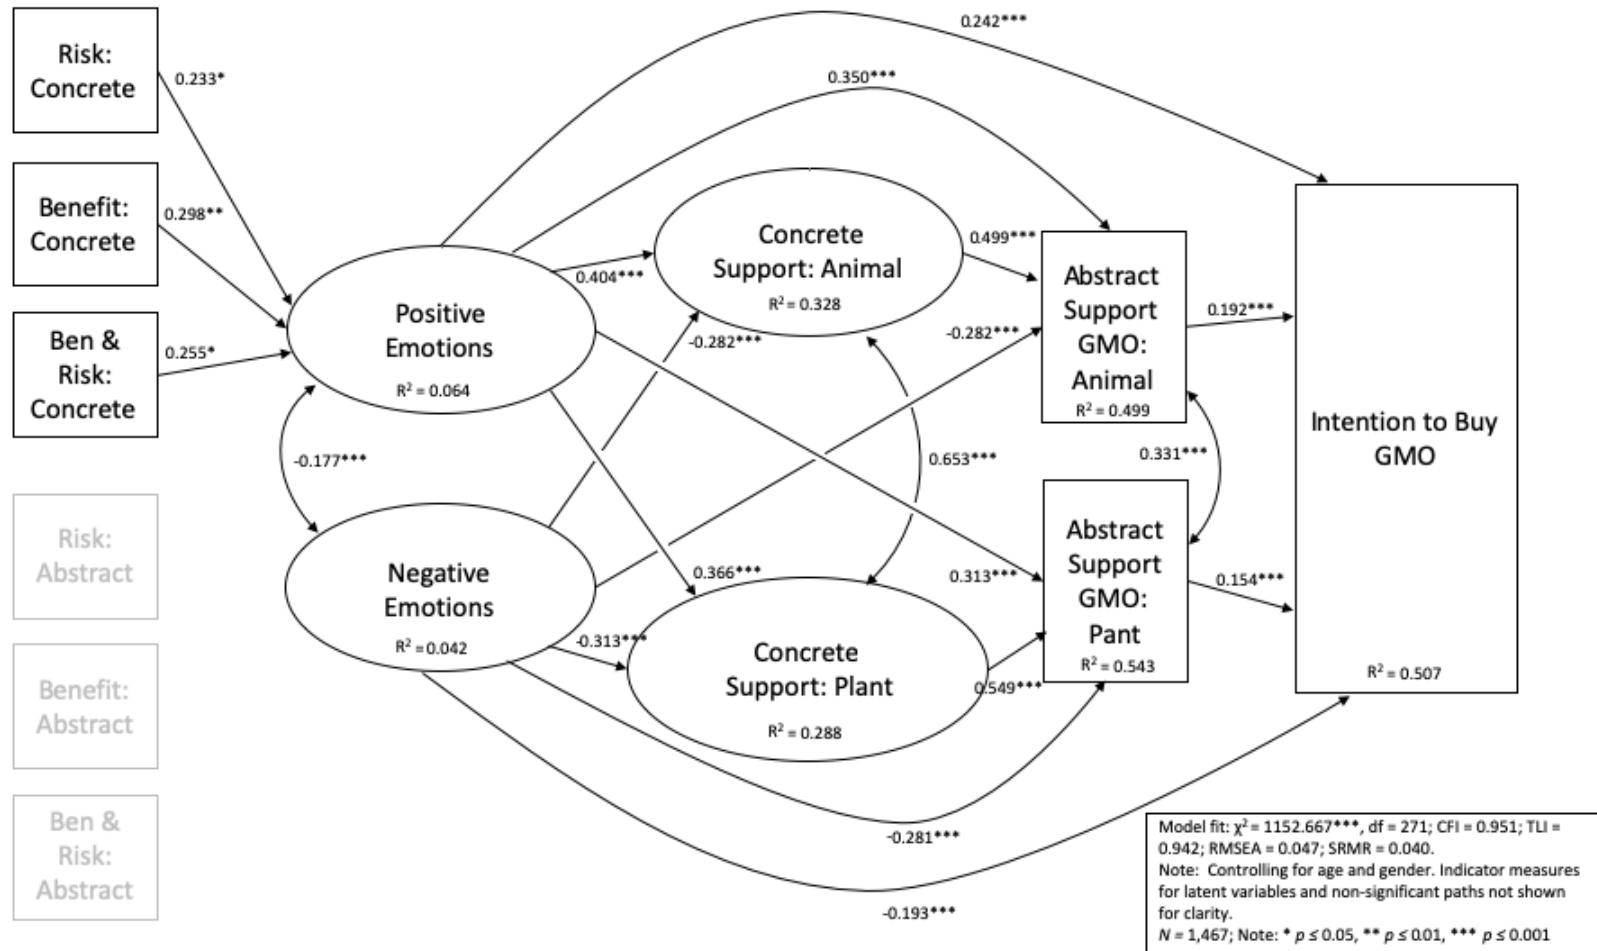 Risk:
Concrete
0.233*
Benefit:
Concrete
0.298**
Ben &
Risk:
Concrete
0.255*
Risk:
Abstract
Benefit:
Abstract
Ben &
Risk:
Abstract
Positive
Emotions
R² = 0.064
-0.177***
Negative
Emotions
R² = 0.042
0.242***
0.350***
0.404***
-0.282***
Concrete
Support: Animal
R² = 0.328
0.499***
-0.282***
0.653***
0.366***
-0.313***
Concrete
Support: Plant
R² = 0.288
0.313***
0.549***
-0.281***
-0.193***
Abstract
Support
GMO:
Animal
R² = 0.499
0.192***
0.331***
Abstract
Support
GMO:
Pant
R² = 0.543
0.154***
Intention to Buy
GMO
R² = 0.507
Model fit: χ² = 1152.667***, df = 271; CFI = 0.951; TLI =
0.942; RMSEA = 0.047; SRMR = 0.040.
Note: Controlling for age and gender. Indicator measures
for latent variables and non-significant paths not shown
for clarity.
N = 1,467; Note: * p ≤ 0.05, ** p ≤ 0.01, *** p ≤ 0.001